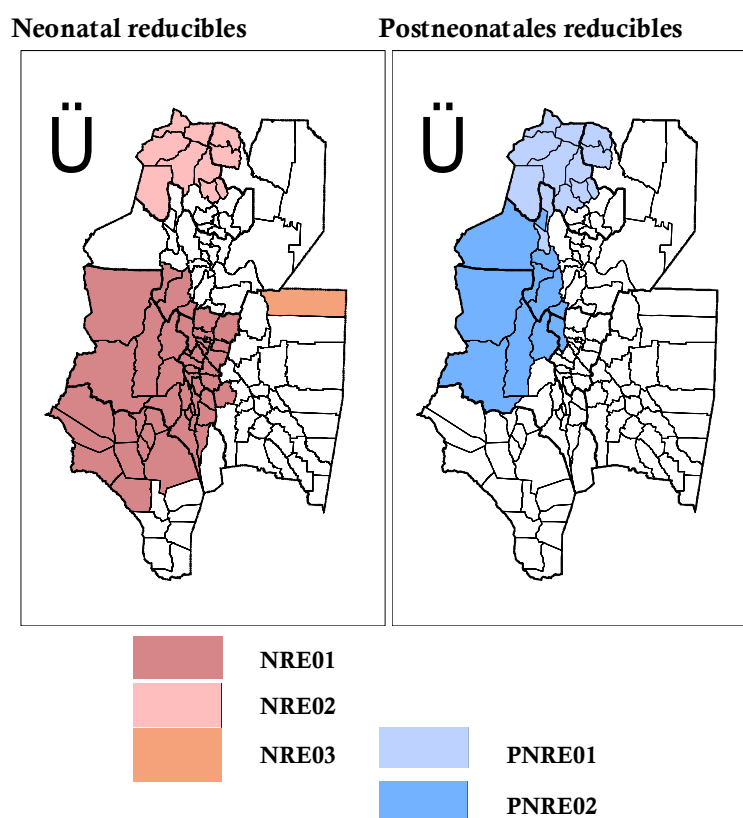 Neonatal reducibles
Postneonatales reducibles
Ü
Ü
NRE01
NRE02
NRE03
PNRE01
PNRE02